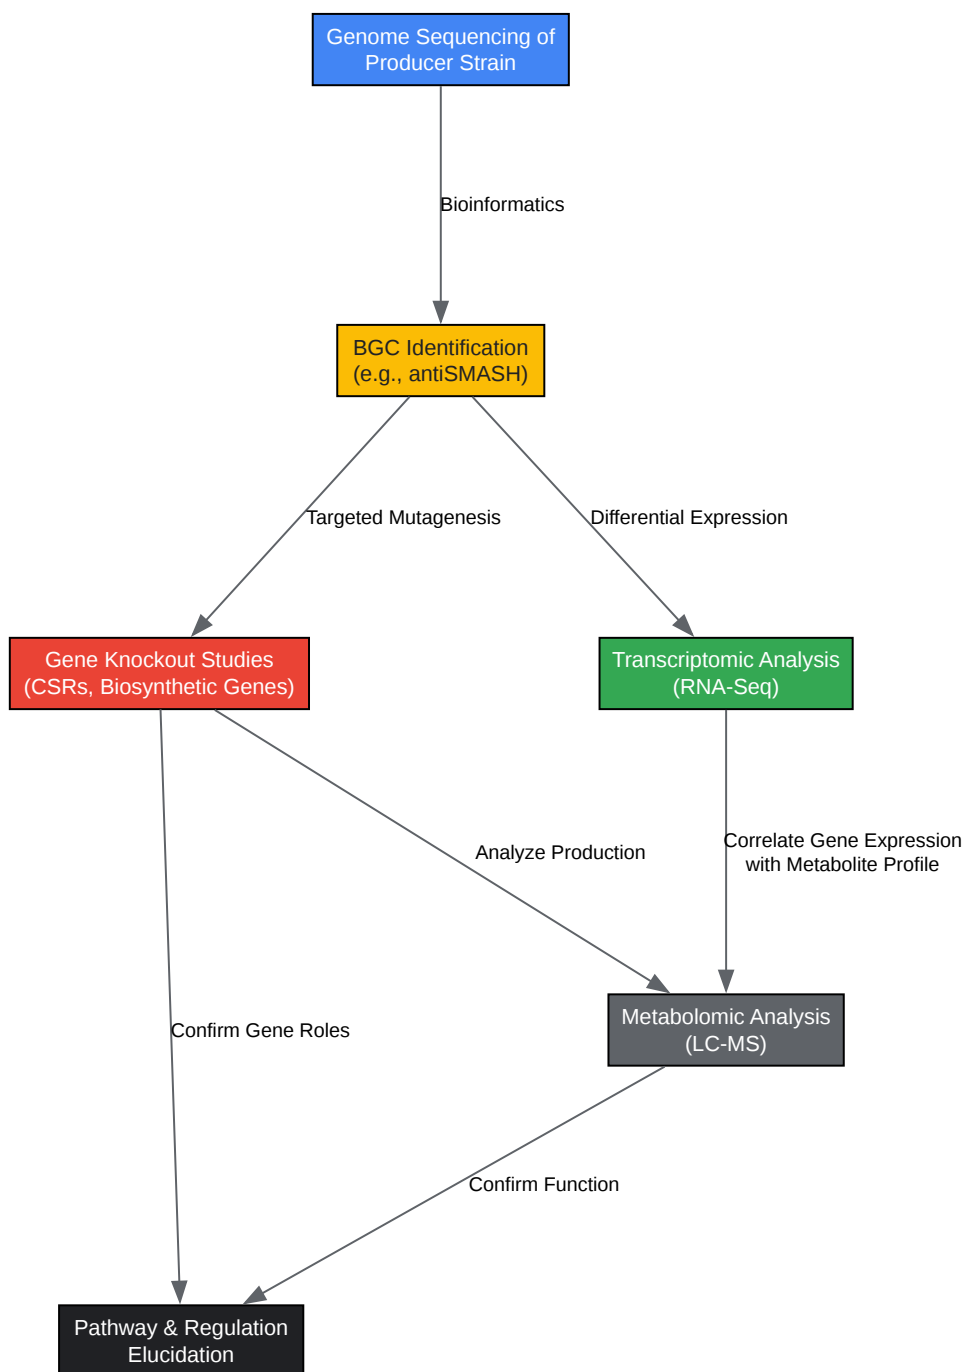 Genome Sequencing of
Producer Strain
Bioinformatics
BGC Identification
(e.g., antiSMASH)
Targeted Mutagenesis
Differential Expression
Gene Knockout Studies
(CSRs, Biosynthetic Genes)
Transcriptomic Analysis
(RNA-Seq)
Analyze Production
Correlate Gene Expression
with Metabolite Profile
Metabolomic Analysis
(LC-MS)
Confirm Gene Roles
Confirm Function
Pathway & Regulation
Elucidation